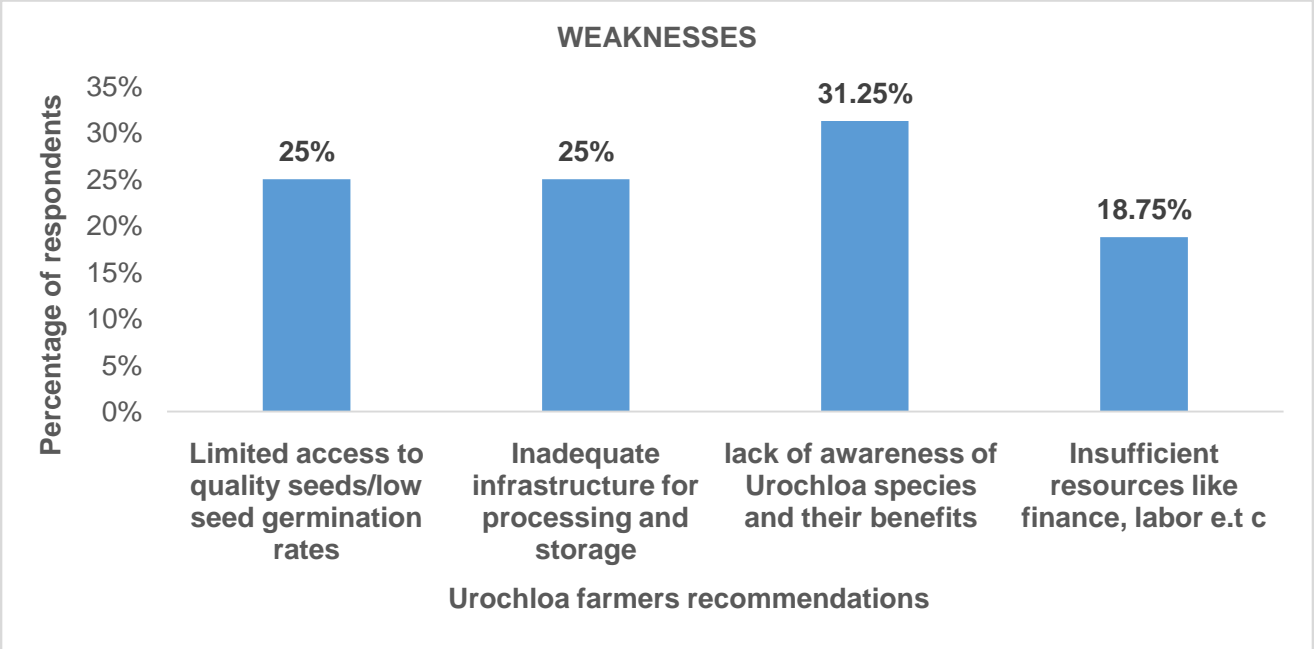 WEAKNESSES
Percentage of respondents
35%
30%
25%
20%
15%
10%
5%
0%
25%
25%
31.25%
18.75%
Limited access to
quality seeds/low
seed germination
rates
Inadequate
infrastructure for
processing and
storage
lack of awareness of
Urochloa species
and their benefits
Insufficient
resources like
finance, labor e.t c
Urochloa farmers recommendations